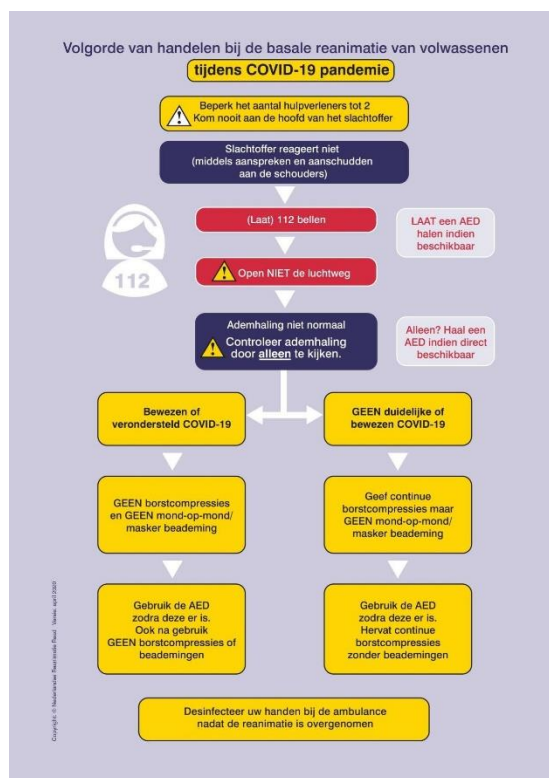 Volgorde van handelen bij de basale reanimatie van volwassenen
tijdens COVID-19 pandemie
Beperk het aantal hulpverleners tot 2
Kom nooit aan de hoofd van het slachtoffer
Slachtoffer reageert niet
(middels aanspreken en aanschudden
aan de schouders)
(Laat) 112 bellen
LAAT een AED
halen indien
beschikbaar
112
Open NIET de luchtweg
Ademhaling niet normaal
Controleer ademhaling
door alleen te kijken.
Alleen? Haal een
AED indien direct
beschikbaar
Bewezen of
verondersteld COVID-19
GEEN duidelijke of
bewezen COVID-19
GEEN borstcompressies
en GEEN mond-op-mond/
masker beademing
Geef continue
borstcompressies maar
GEEN mond-op-mond/
masker beademing
Gebruik de AED
zodra deze er is.
Ook na gebruik
GEEN borstcompressies of
beademingen
Gebruik de AED
zodra deze er is.
Hervat continue
borstcompressies
zonder beademingen
Desinfecteer uw handen bij de ambulance
nadat de reanimatie is overgenomen
Copyright © Nederlandse Reanimatie Raad Versie: april 2020